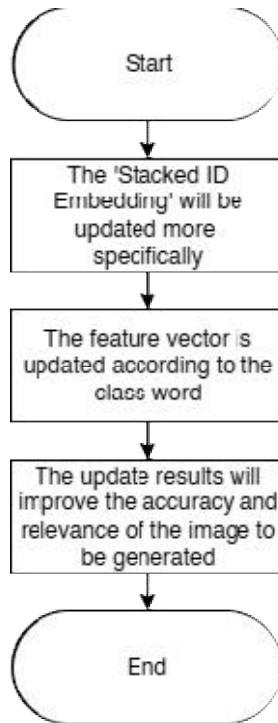 Start
The 'Stacked ID
Embedding' will be
updated more
specifically
The feature vector is
updated according to the
class word
The update results will
improve the accuracy and
relevance of the image to
be generated
End